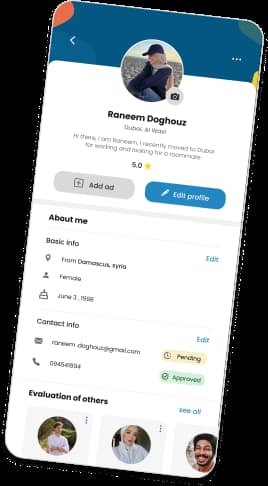 Raneem Doghouz
Dubai, Al Wasl
Hi there, I am Raneem, I recently moved to Dubai
for working and looking for a roommate
5.0
Add ad
Edit profile
About me
Basic info
Edit
From Damascus, syria
Female
June 3 , 1998
Contact info
Edit
raneem.doghouz@gmail.com
Pending
094541894
Approved
Evaluation of others
see all